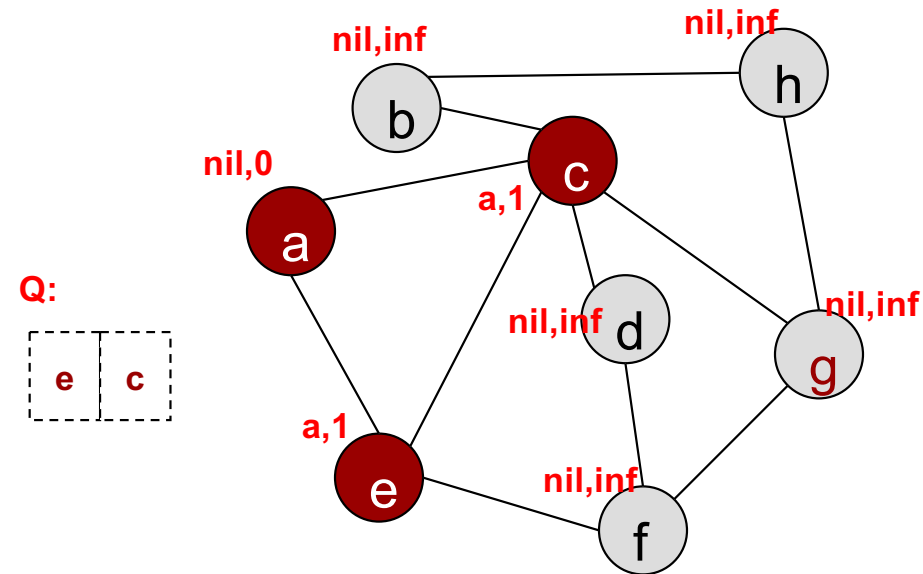 nil,inf
nil,inf
h
b
nil,0
c
a,1
a
Q:
nil,inf
nil,inf
d
g
e c
a,1
e
nil,inf
f